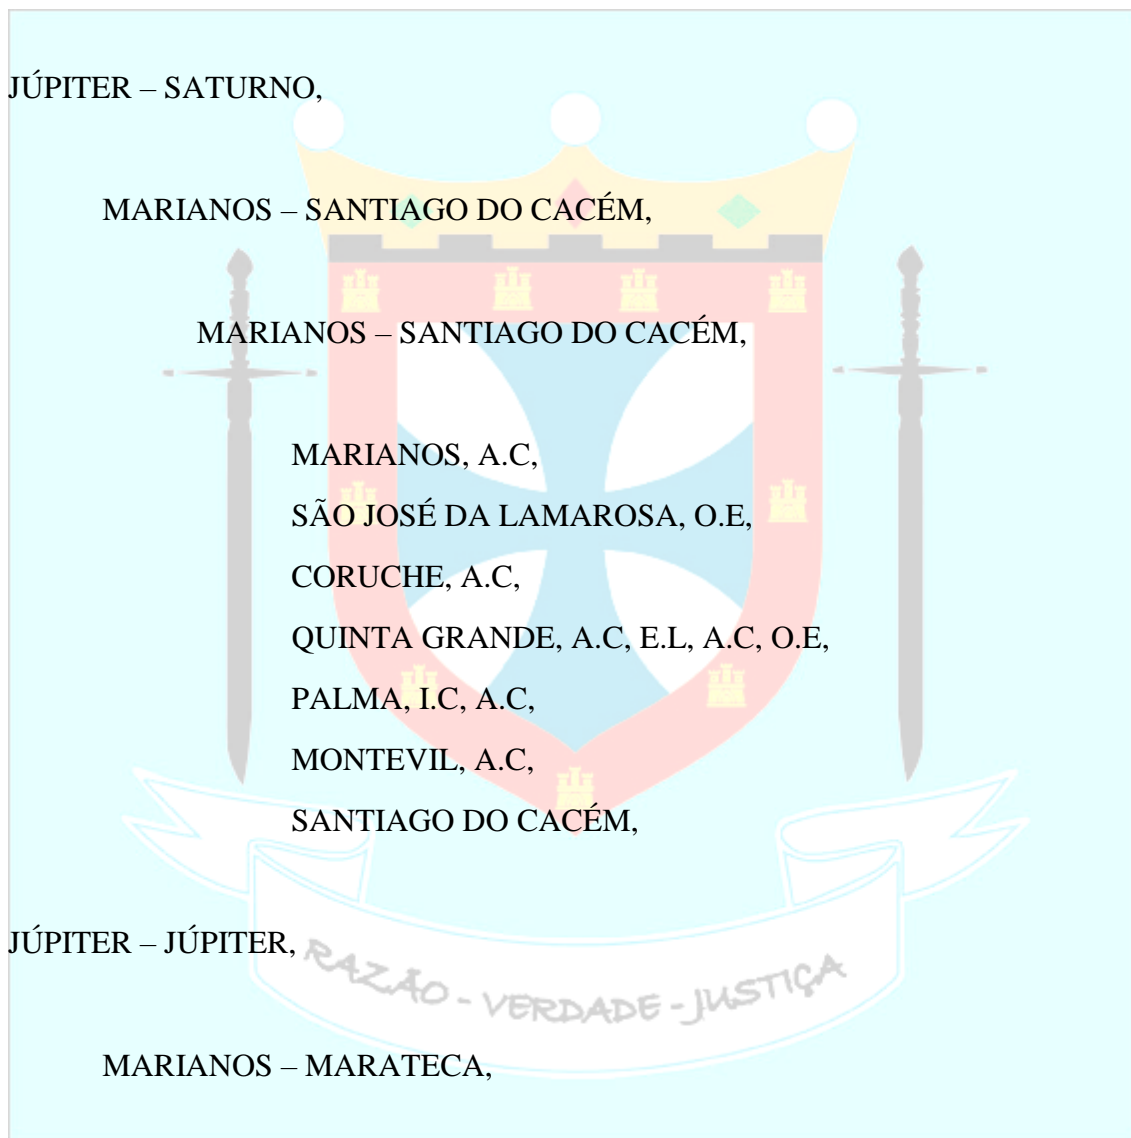 JÚPITER – SATURNO,
MARIANOS – SANTIAGO DO CACÉM,
MARIANOS – SANTIAGO DO CACÉM,
MARIANOS, A.C,
SÃO JOSÉ DA LAMAROSA, O.E,
CORUCHE, A.C,
QUINTA GRANDE, A.C, E.L, A.C, O.E,
PALMA, I.C, A.C,
MONTEVIL, A.C,
SANTIAGO DO CACÉM,
JÚPITER – JÚPITER,
RAZÃO - VERDADE - JUSTIÇA
MARIANOS – MARATECA,